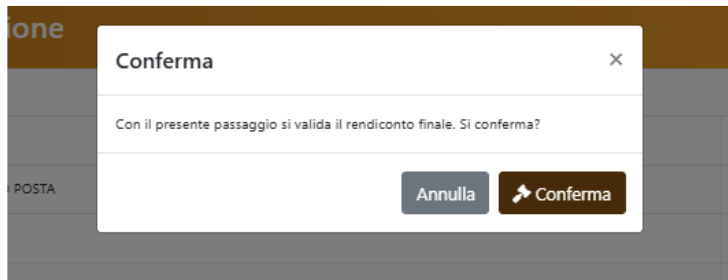 ione
Conferma ×
Con il presente passaggio si valida il rendiconto finale. Si conferma?
POSTA
Annulla Conferma